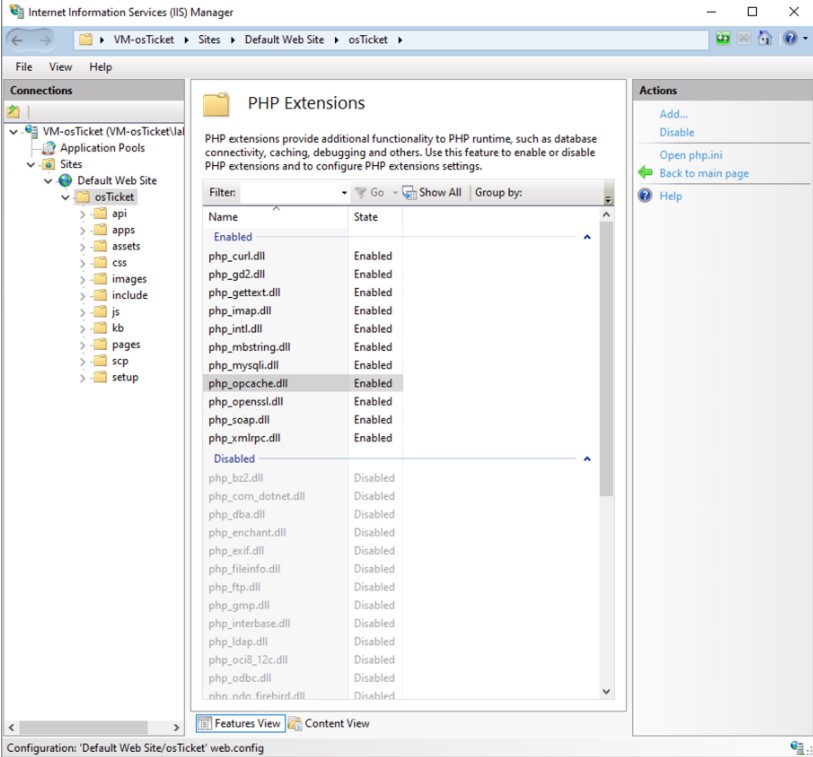 Internet Information Services (IIS) Manager
VM-osTicket Sites Default Web Site osTicket
File View Help
Connections
VM-osTicket (VM-osTicket\lal
Application Pools
Sites
Default Web Site
osTicket
api
apps
assets
css
images
include
js
kb
pages
scp
setup
PHP Extensions
PHP extensions provide additional functionality to PHP runtime, such as database
connectivity, caching, debugging and others. Use this feature to enable or disable
PHP extensions and to configure PHP extensions settings.
Filter: Go Show All Group by:
Name State
Enabled
php_curl.dll Enabled
php_gd2.dll Enabled
php_gettext.dll Enabled
php_imap.dll Enabled
php_intl.dll Enabled
php_mbstring.dll Enabled
php_mysqli.dll Enabled
php_opcache.dll Enabled
php_openssl.dll Enabled
php_soap.dll Enabled
php_xmlrpc.dll Enabled
Disabled
php_bz2.dll Disabled
php_com_dotnet.dll Disabled
php_dba.dll Disabled
php_enchant.dll Disabled
php_exif.dll Disabled
php_fileinfo.dll Disabled
php_ftp.dll Disabled
php_gmp.dll Disabled
php_interbase.dll Disabled
php_ldap.dll Disabled
php_oci8_12c.dll Disabled
php_odbc.dll Disabled
php_pdo_firebird.dll Disabled
Features View Content View
Actions
Add...
Disable
Open php.ini
Back to main page
Help
Configuration: 'Default Web Site/osTicket' web.config